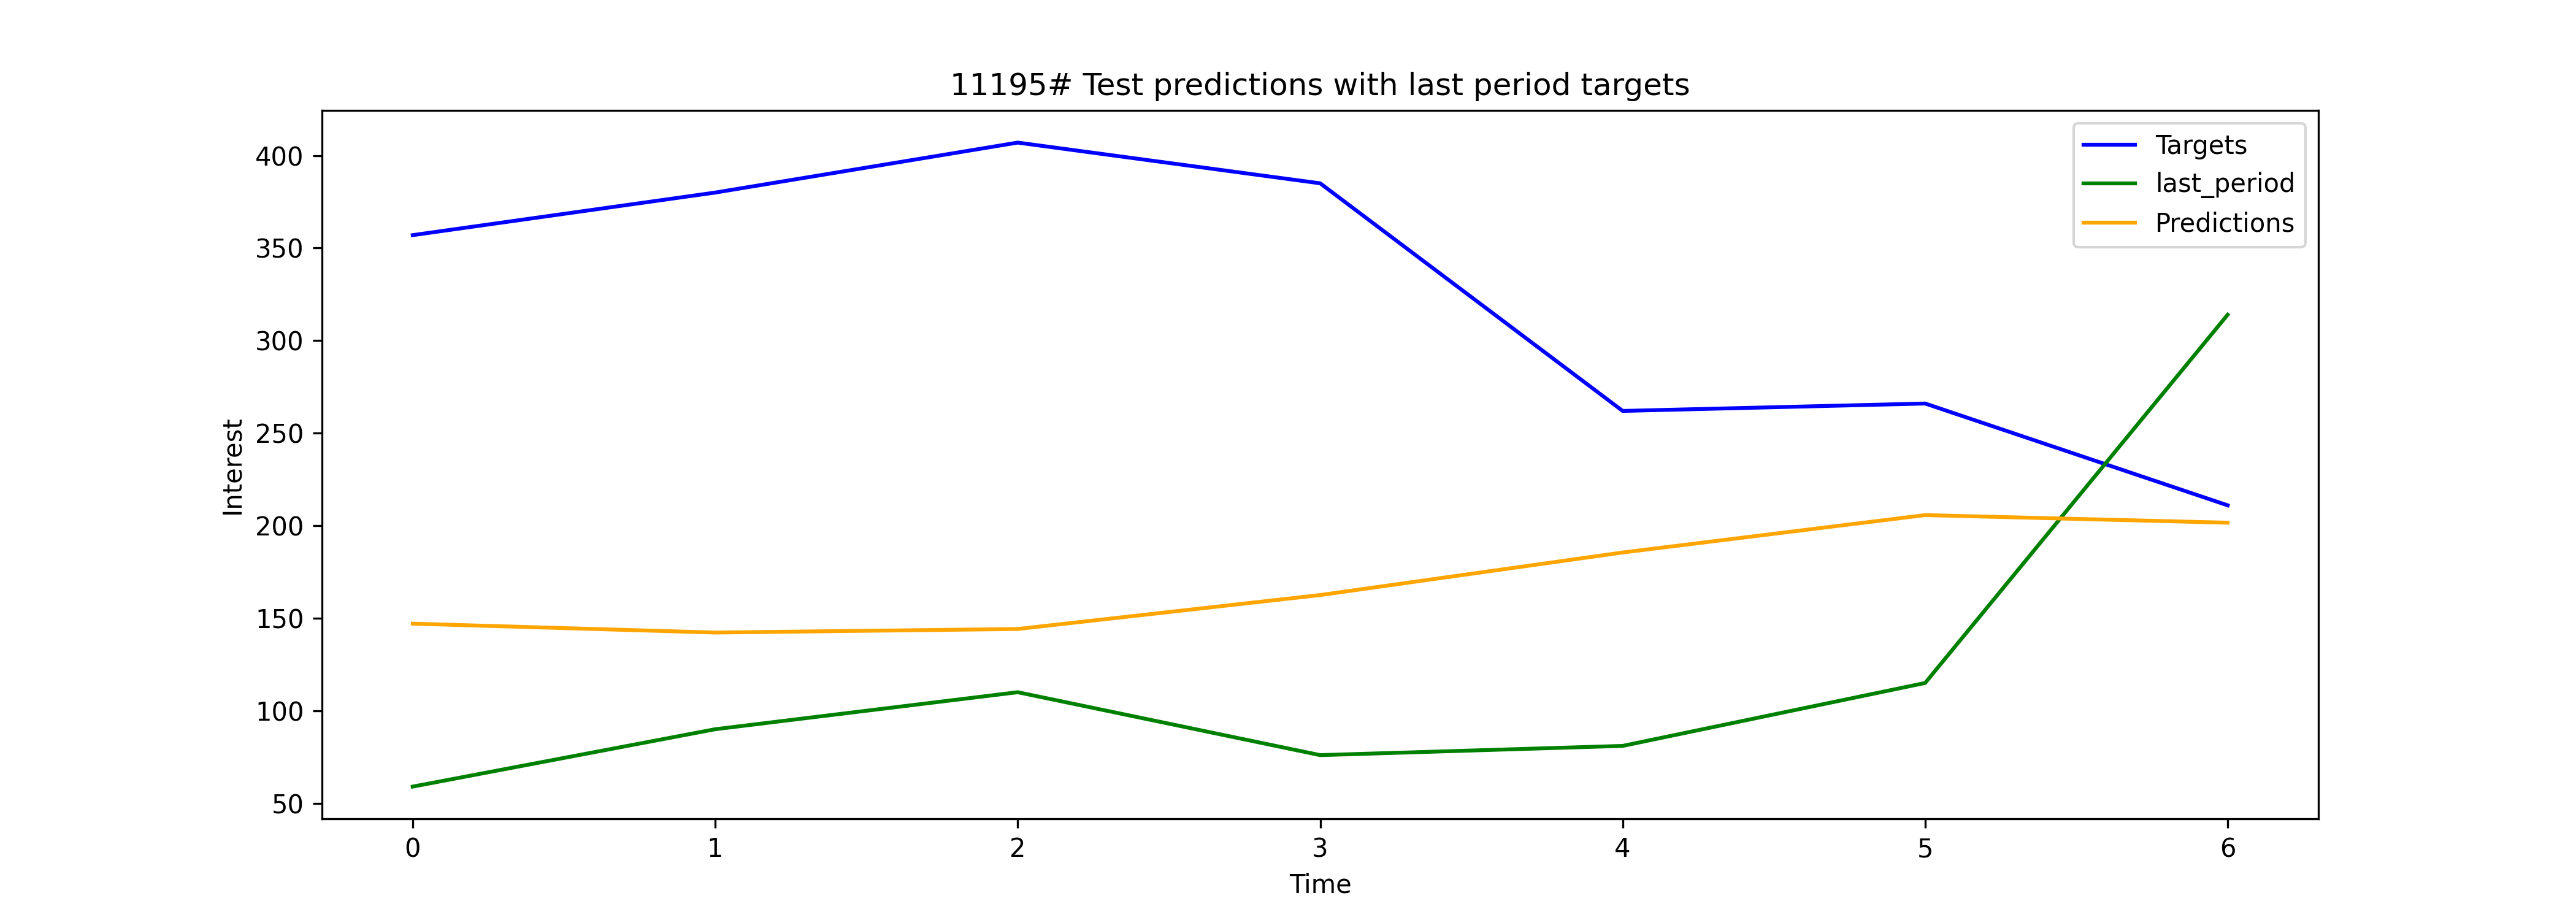 11195# Test predictions with last period targets
Targets
last_period
Predictions
Interest
400
350
300
250
200
150
100
50
0 1 2 3 4 5 6
Time